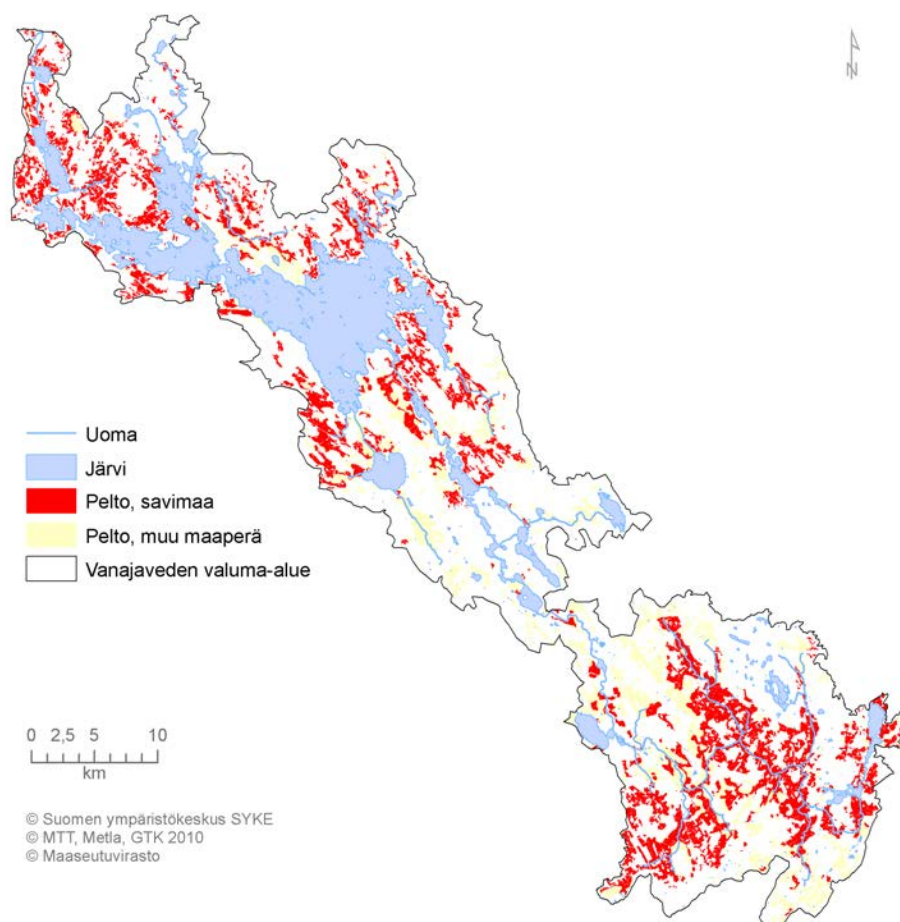 N
Uoma
Järvi
Pelto, savimaa
Pelto, muu maaperä
Vanajaveden valuma-alue
0 2,5 5 10
km
© Suomen ympäristökeskus SYKE
© MTT, Metla, GTK 2010
© Maaseutuvirasto